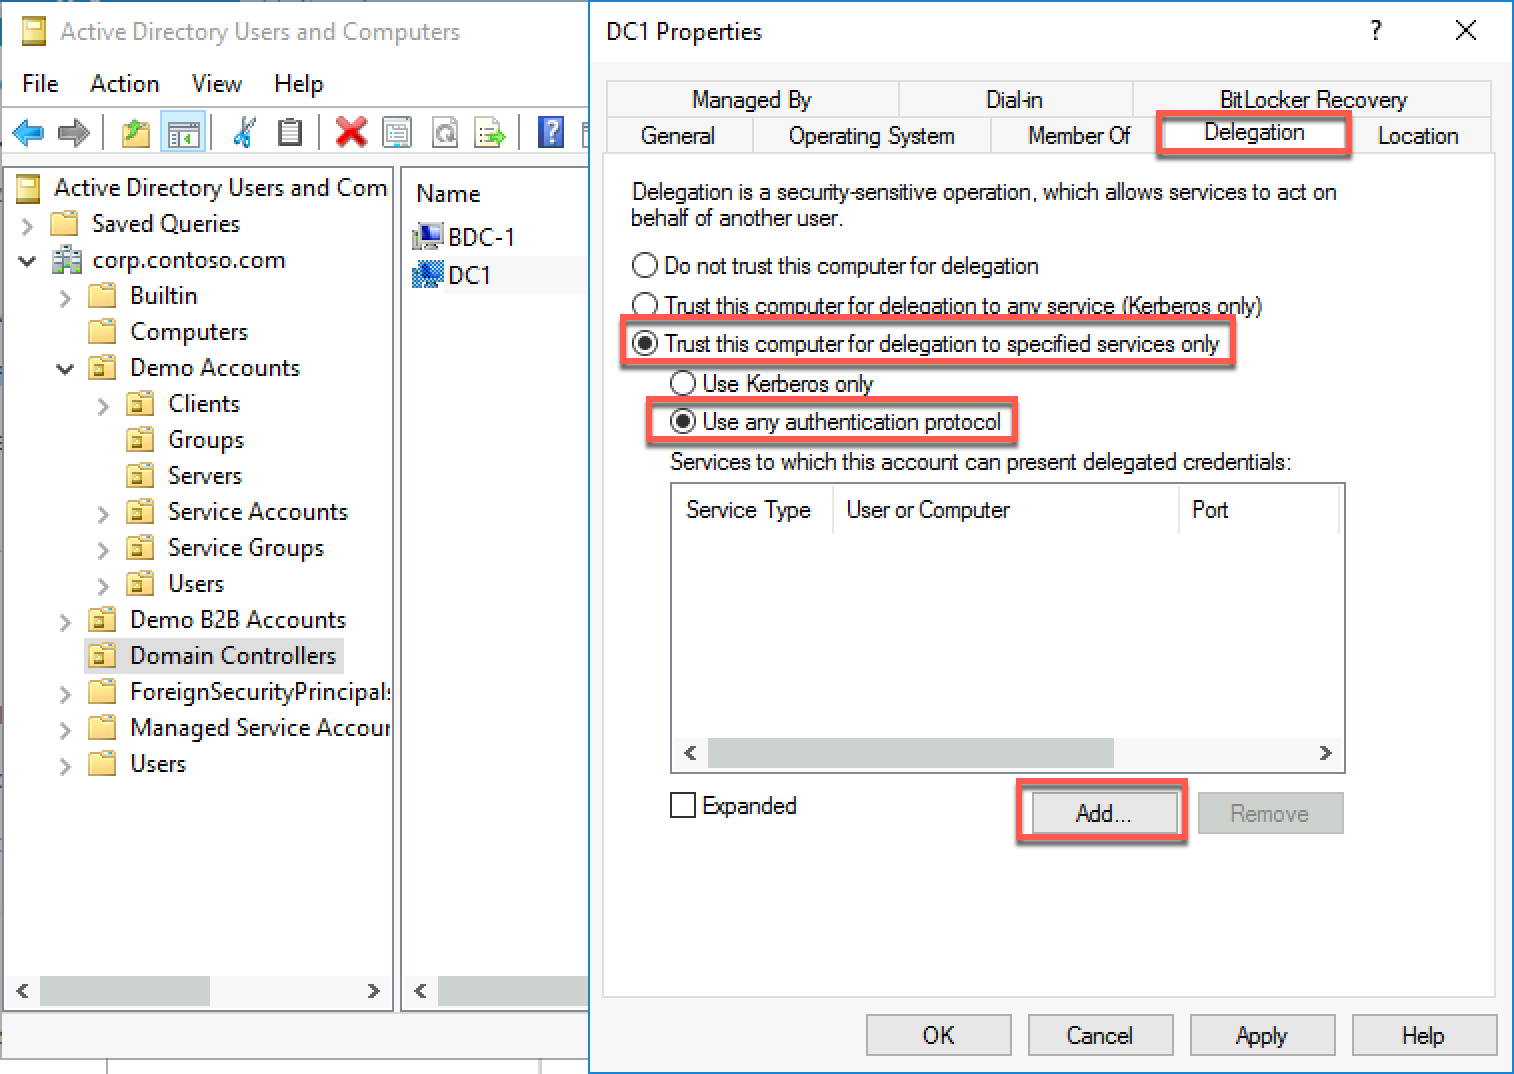 Active Directory Users and Computers
File Action View Help
Active Directory Users and Com
Saved Queries
corp.contoso.com
Builtin
Computers
Demo Accounts
Clients
Groups
Servers
Service Accounts
Service Groups
Users
Demo B2B Accounts
Domain Controllers
ForeignSecurityPrincipals
Managed Service Accoun
Users
Name
BDC-1
DC1
DC1 Properties
?
Managed By Dial-in BitLocker Recovery
General Operating System Member Of Delegation Location
Delegation is a security-sensitive operation, which allows services to act on
behalf of another user.
Do not trust this computer for delegation
Trust this computer for delegation to any service (Kerberos only)
Trust this computer for delegation to specified services only
Use Kerberos only
Use any authentication protocol
Services to which this account can present delegated credentials:
Service Type User or Computer Port
Expanded
Add...
Remove
OK Cancel Apply Help